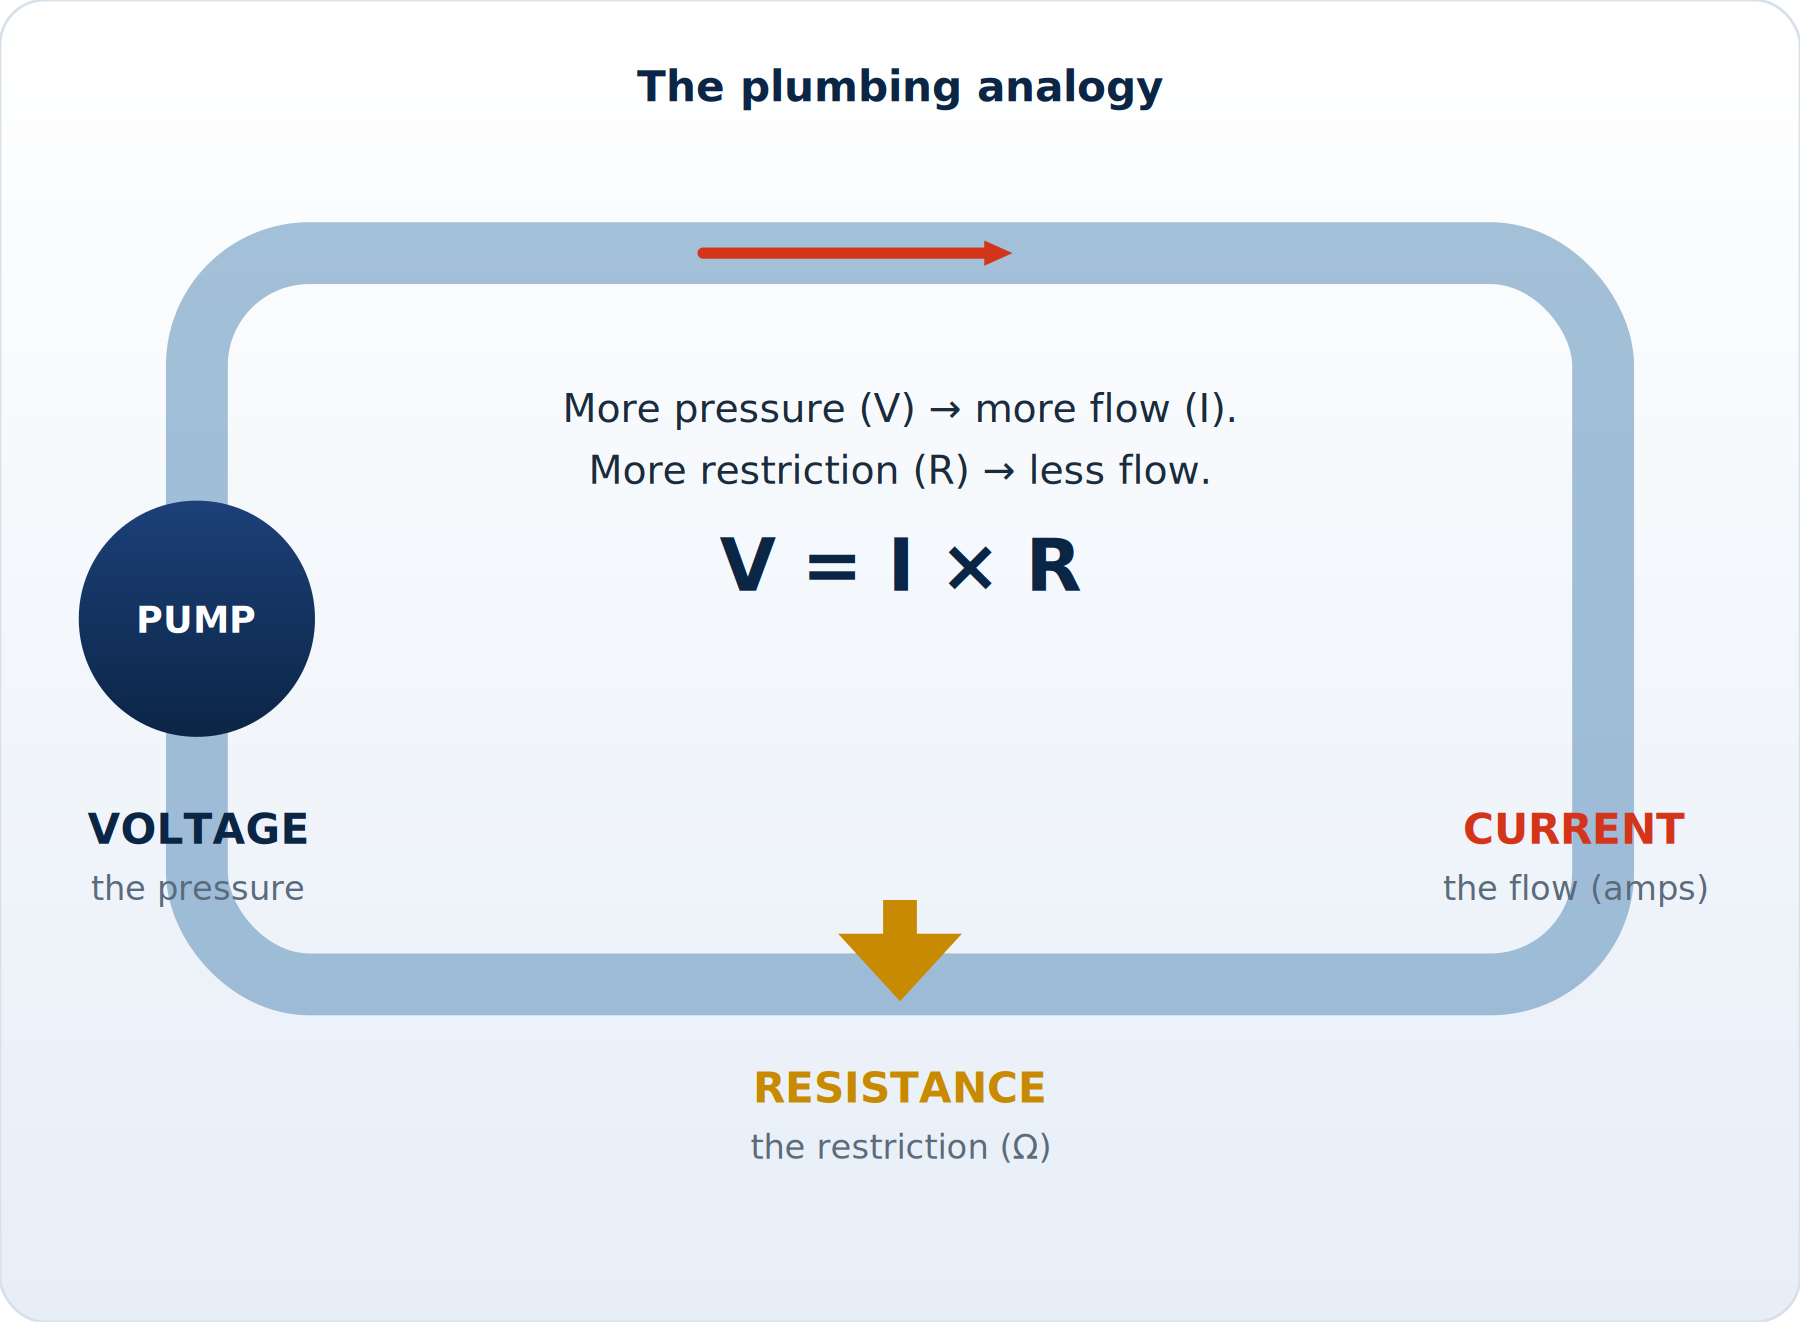 The plumbing analogy
More pressure (V) → more flow (I).
More restriction (R) → less flow.
V = I × R
PUMP
VOLTAGE
the pressure
CURRENT
the flow (amps)
RESISTANCE
the restriction (Ω)